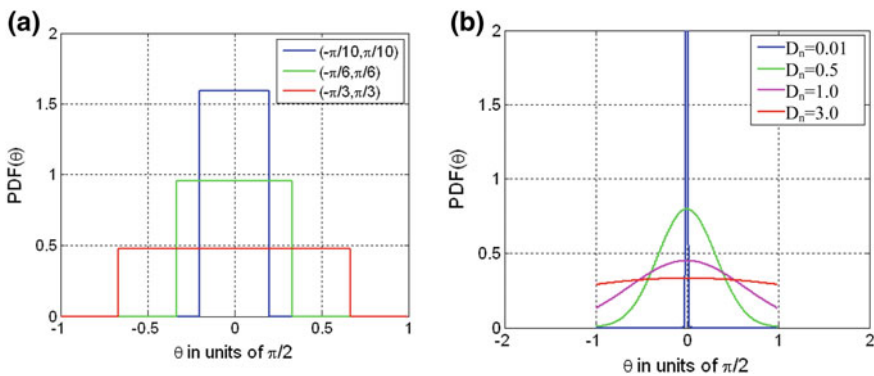 (a)
2
1.5
1
0.5
0
PDF(θ)
-1
-0.5
0
0.5
1
θ in units of π/2
(-π/10,π/10)
(-π/6,π/6)
(-π/3,π/3)
(b)
2
1.5
1
0.5
0
PDF(θ)
-2
-1
0
1
2
θ in units of π/2
Dₙ=0.01
Dₙ=0.5
Dₙ=1.0
Dₙ=3.0